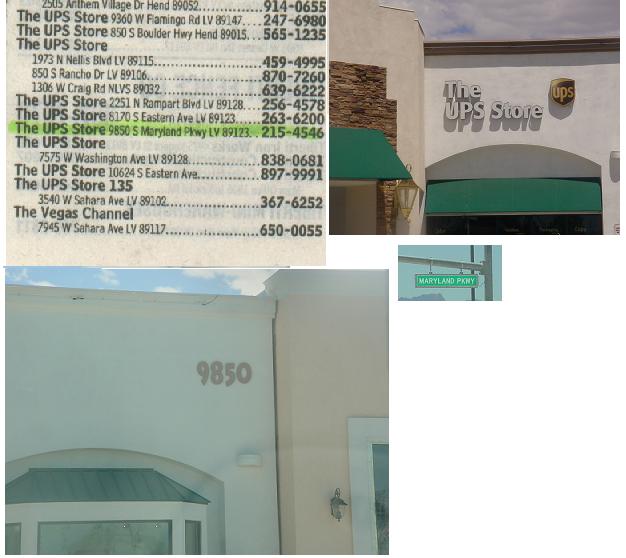 2505 Anthem Village Dr Hend 89052 914-0655
The UPS Store 9360 W Flamingo Rd LV 89147... 247-6980
The UPS Store 850 S Boulder Hwy Hend 89015... 565-1235
The UPS Store
1973 N Nellis Blvd LV 89115 459-4995
850 S Rancho Dr LV 89106 870-7260
1306 W Craig Rd NLVS 89032 639-6222
The UPS Store 2251 N Rampart Blvd LV 89128... 256-4578
The UPS Store 8170 S Eastern Ave LV 89123... 263-6200
The UPS Store 9850 S Maryland Pkwy LV 89123... 215-4546
The UPS Store
7575 W Washington Ave LV 89128 838-0681
The UPS Store 10624 S Eastern Ave 897-9991
The UPS Store 135
3540 W Sahara Ave LV 89102 367-6252
The Vegas Channel
7945 W Sahara Ave LV 89117 650-0055
The
UPS Store
ups
MARYLAND PKWY
9850